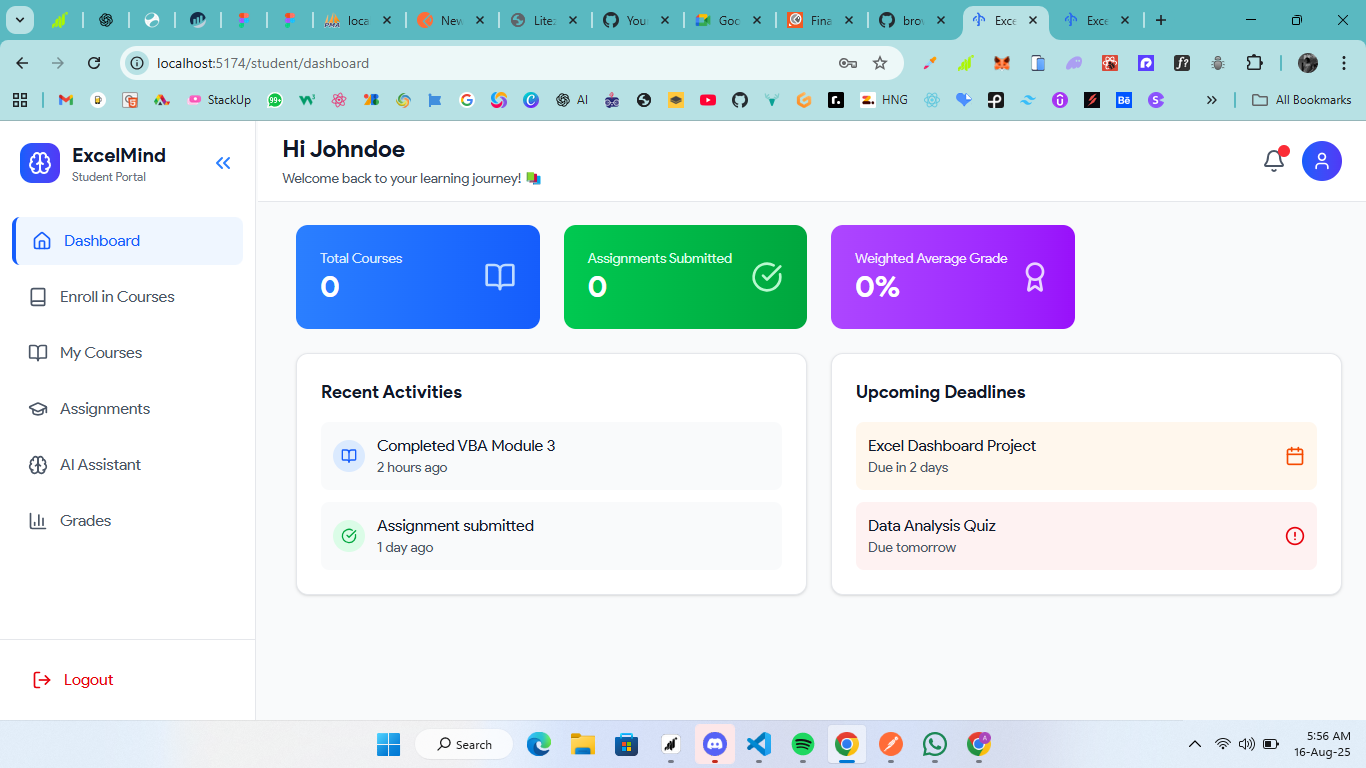 loca
New
Lite:
You
Goo
Fina
brow
Exce
Exce
localhost:5174/student/dashboard
StackUp
99+
AI
HNG
All Bookmarks
ExcelMind
Student Portal
Hi Johndoe
Welcome back to your learning journey!
Dashboard
Enroll in Courses
My Courses
Assignments
AI Assistant
Grades
Logout
Total Courses
0
Assignments Submitted
0
Weighted Average Grade
0%
Recent Activities
Completed VBA Module 3
2 hours ago
Assignment submitted
1 day ago
Upcoming Deadlines
Excel Dashboard Project
Due in 2 days
Data Analysis Quiz
Due tomorrow
Search
5:56 AM
16-Aug-25